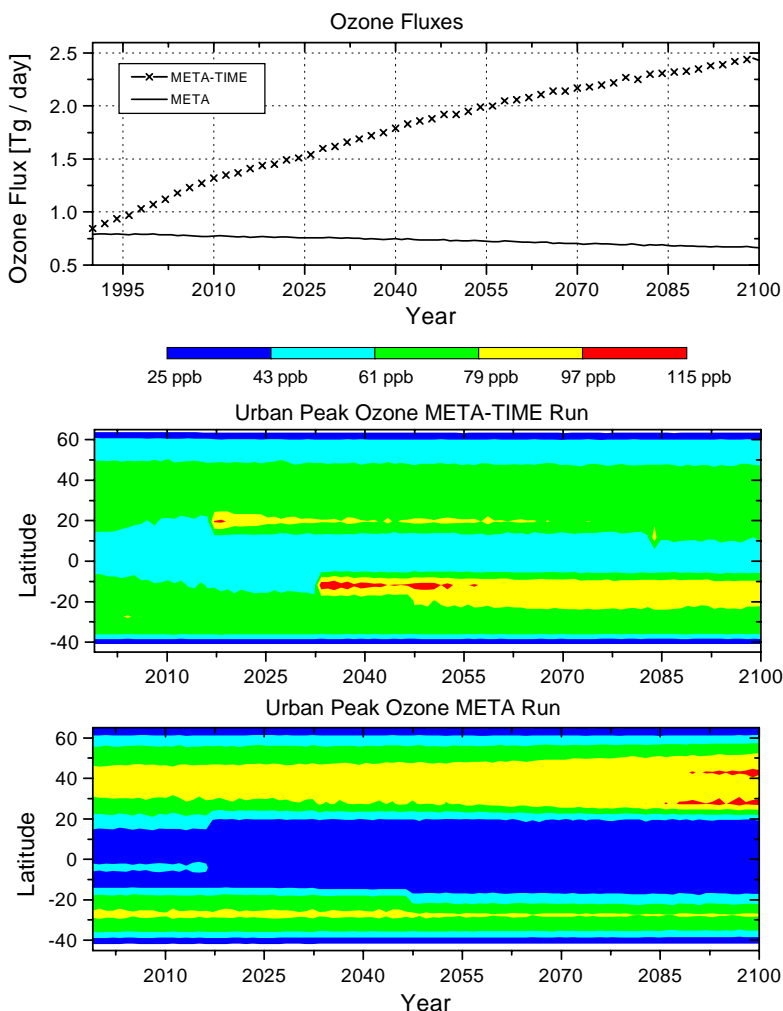 Ozone Fluxes
2.5
2.0
1.5
1.0
0.5
Ozone Flux [Tg / day]
META-TIME
META
1995 2010 2025 2040 2055 2070 2085 2100
Year
25 ppb 43 ppb 61 ppb 79 ppb 97 ppb 115 ppb
Urban Peak Ozone META-TIME Run
60
40
20
0
-20
-40
Latitude
2010 2025 2040 2055 2070 2085 2100
Urban Peak Ozone META Run
60
40
20
0
-20
-40
Latitude
2010 2025 2040 2055 2070 2085 2100
Year